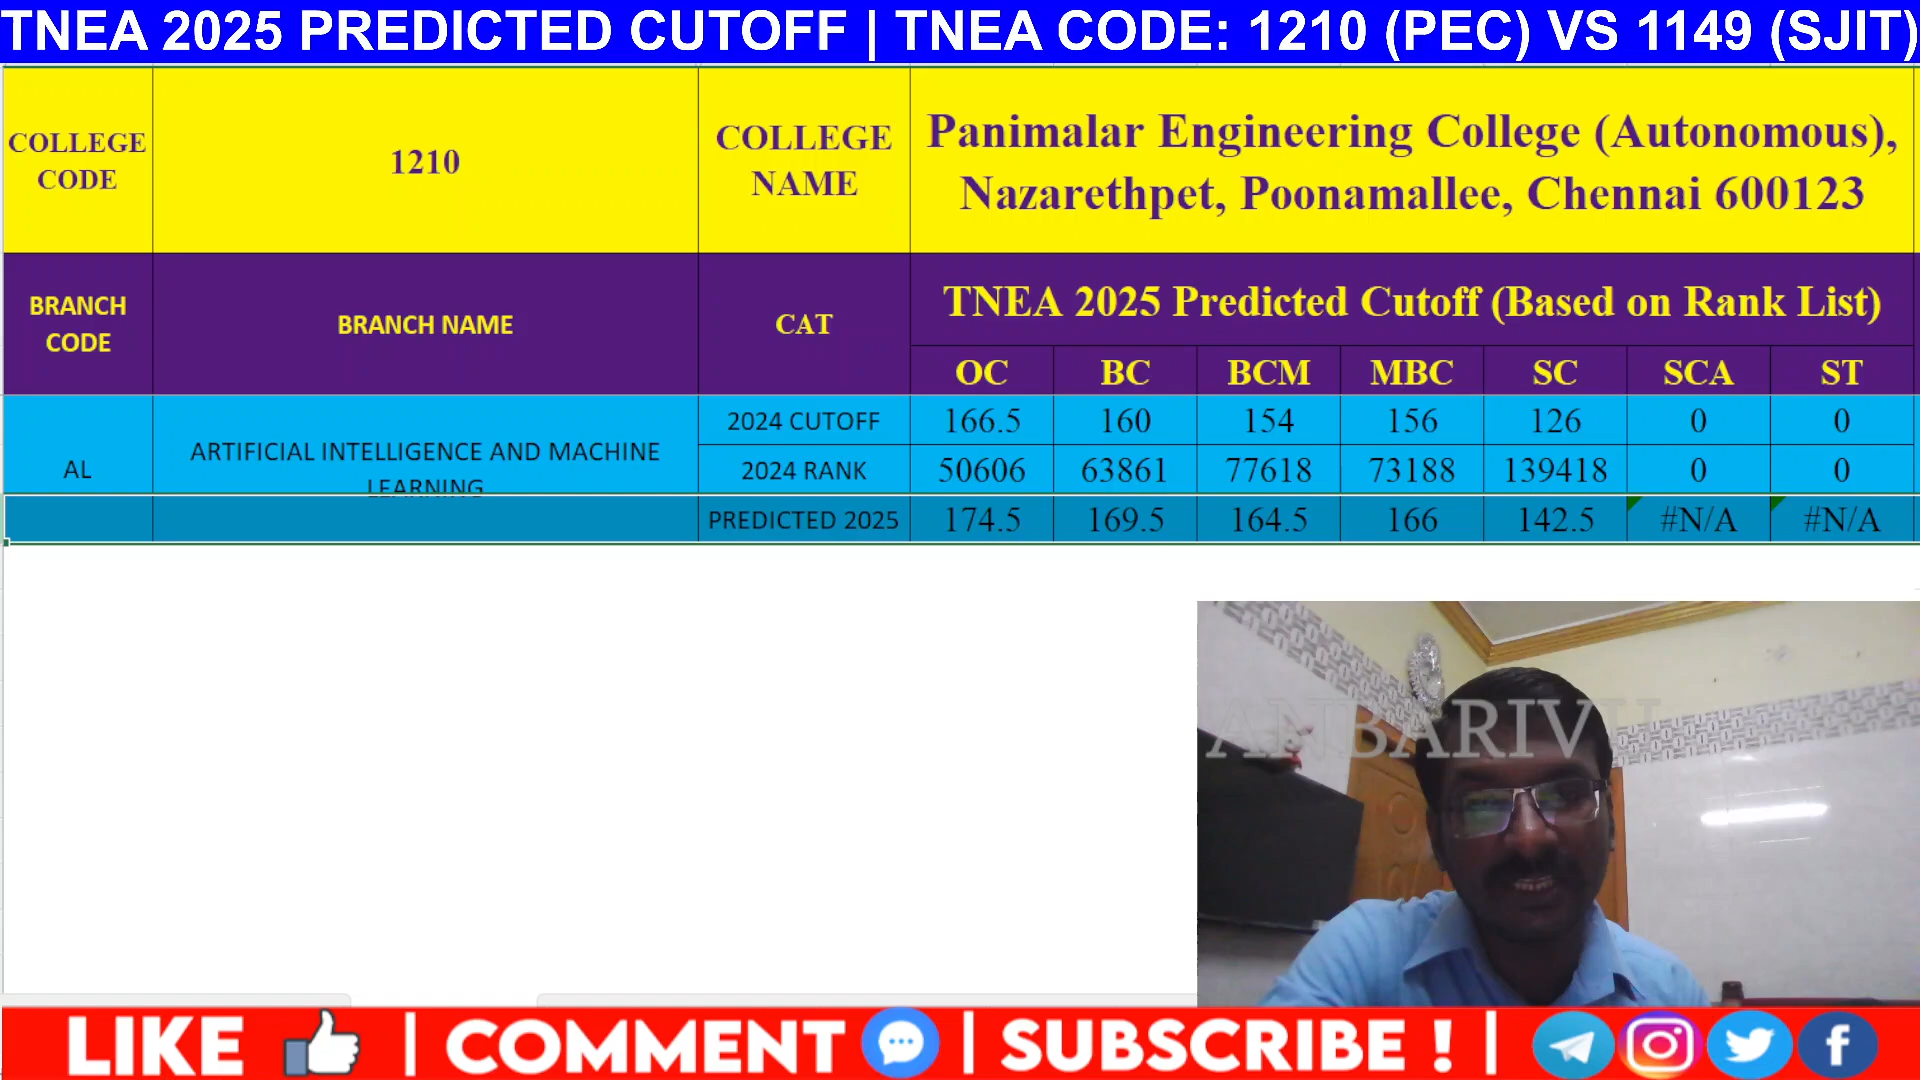 TNEA 2025 PREDICTED CUTOFF | TNEA CODE: 1210 (PEC) VS 1149 (SJIT)
COLLEGE CODE
1210
COLLEGE NAME
Panimalar Engineering College (Autonomous),
Nazarethpet, Poonamallee, Chennai 600123
BRANCH CODE
BRANCH NAME
CAT
TNEA 2025 Predicted Cutoff (Based on Rank List)
OC BC BCM MBC SC SCA ST
AL
ARTIFICIAL INTELLIGENCE AND MACHINE
LEARNING
2024 CUTOFF 166.5 160 154 156 126 0 0
2024 RANK 50606 63861 77618 73188 139418 0 0
PREDICTED 2025 174.5 169.5 164.5 166 142.5 #N/A #N/A
ANBARIVU
LIKE | COMMENT | SUBSCRIBE ! |